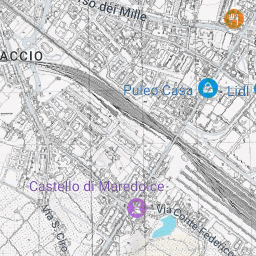 so dei Mille
ACCIO
Puleo Casa
Lidl
Castello di Maredolce
Via Conte Federico
Via S. Ciro